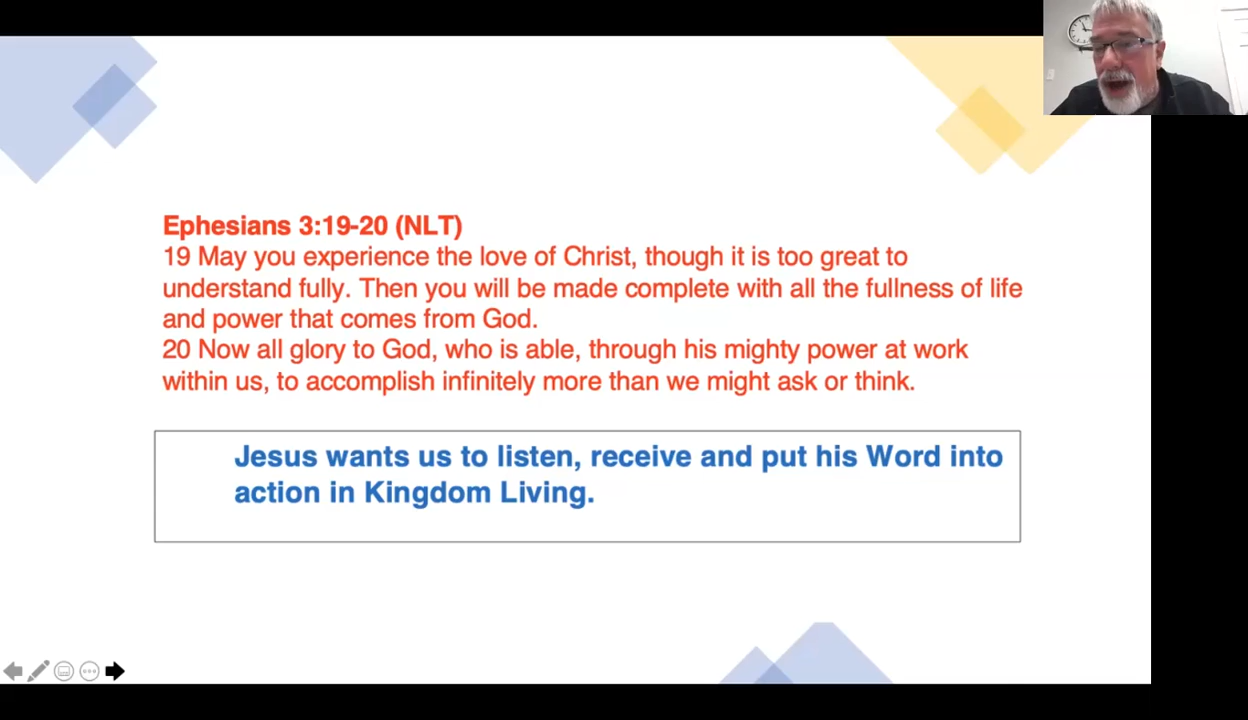 Ephesians 3:19-20 (NLT)
19 May you experience the love of Christ, though it is too great to
understand fully. Then you will be made complete with all the fullness of life
and power that comes from God.
20 Now all glory to God, who is able, through his mighty power at work
within us, to accomplish infinitely more than we might ask or think.
Jesus wants us to listen, receive and put his Word into
action in Kingdom Living.